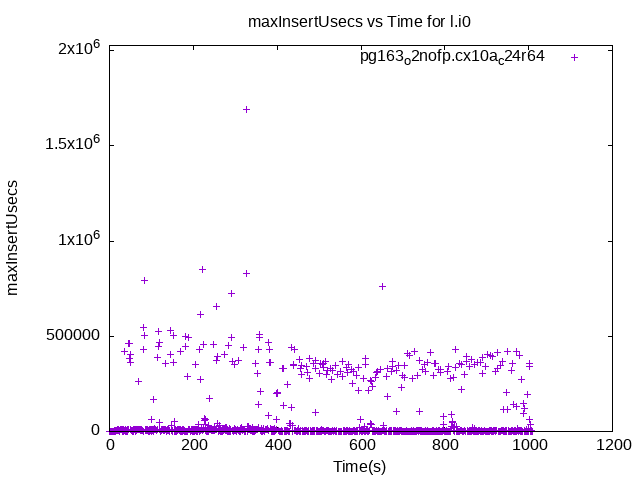 maxInsertUsecs vs Time for l.i0
pg163_o2nofp.cx10a_c24r64
2x10^6
1.5x10^6
1x10^6
500000
0
maxInsertUsecs
0 200 400 600 800 1000 1200
Time(s)